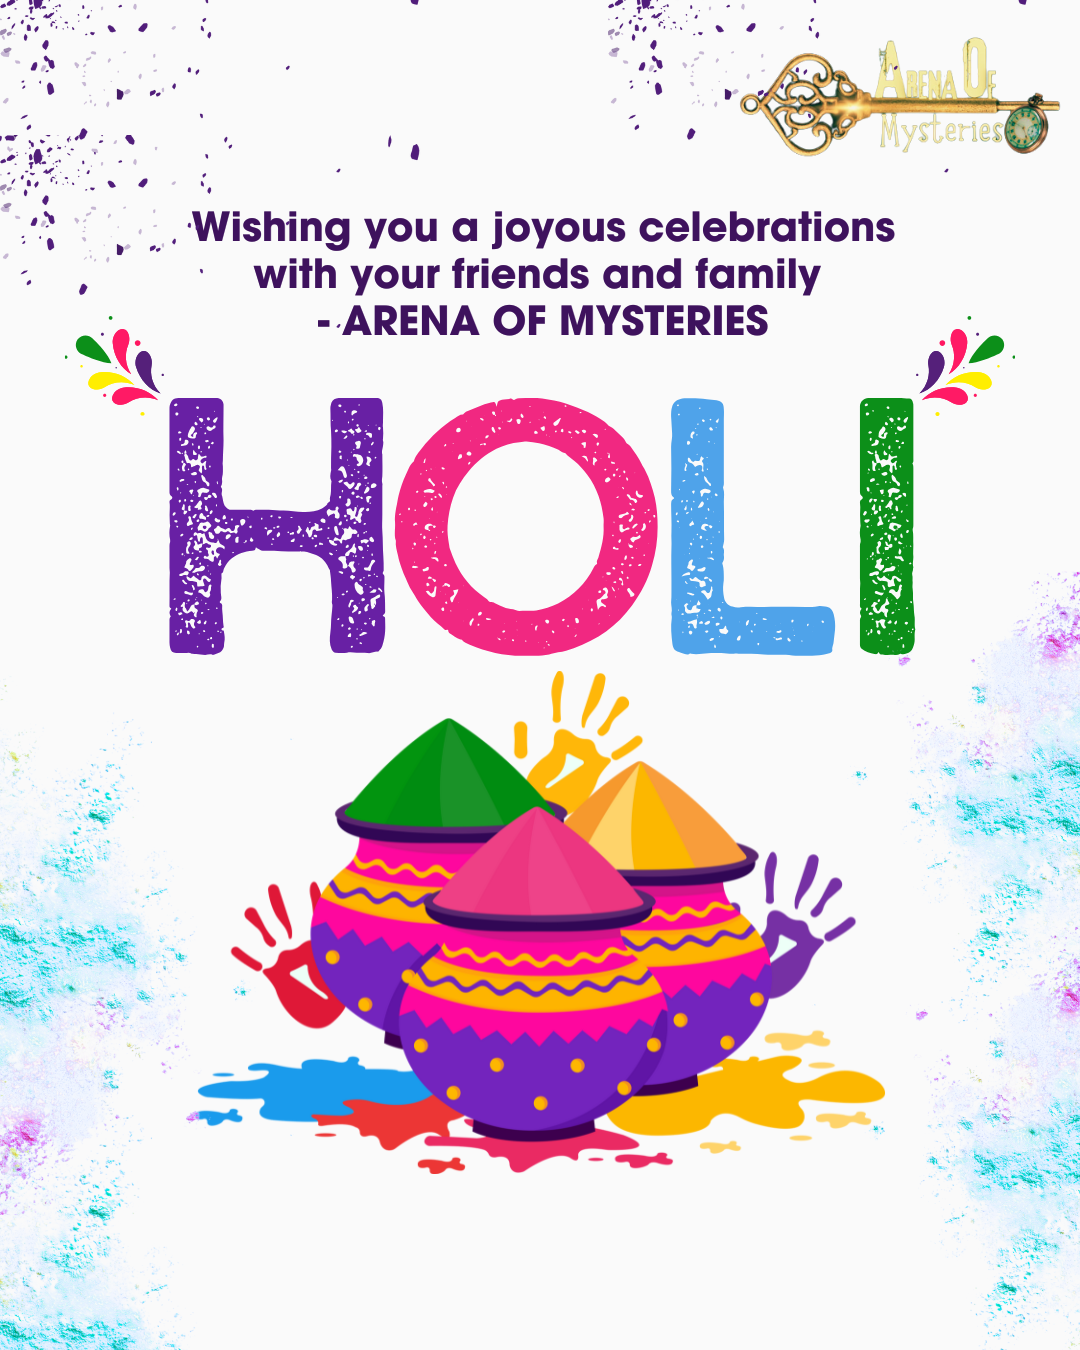 ARENA OF
Mysteries
Wishing you a joyous celebrations
with your friends and family
- ARENA OF MYSTERIES
HOLI